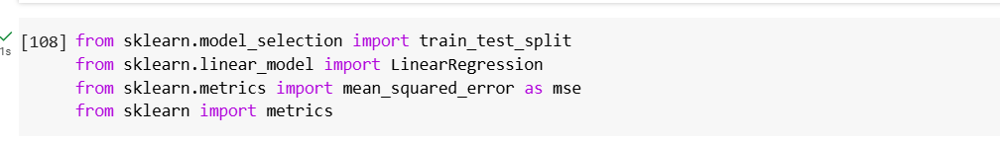 [108] from sklearn.model_selection import train_test_split
from sklearn.linear_model import LinearRegression
from sklearn.metrics import mean_squared_error as mse
from sklearn import metrics
1s